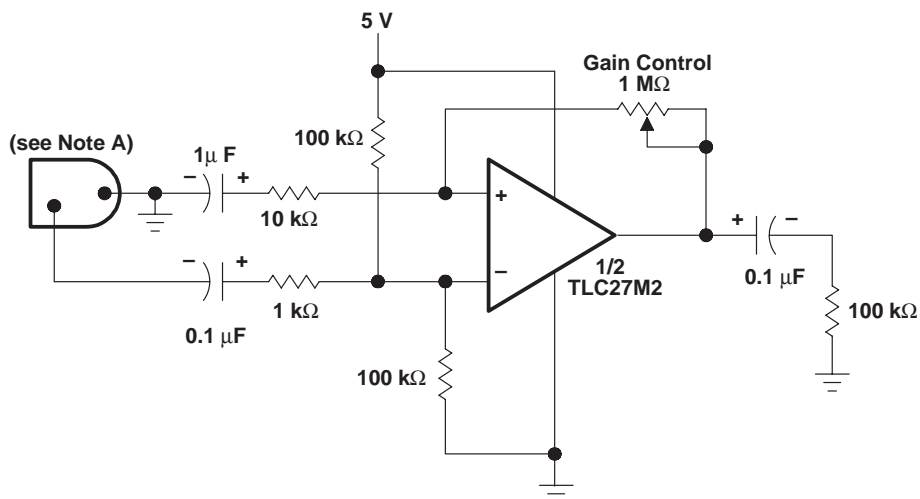 5 V
Gain Control
1 MΩ
100 kΩ
(see Note A)
1μ F
− +
10 kΩ
+
−
1/2
TLC27M2
− +
1 kΩ
0.1 μF
+ −
0.1 μF
100 kΩ
100 kΩ